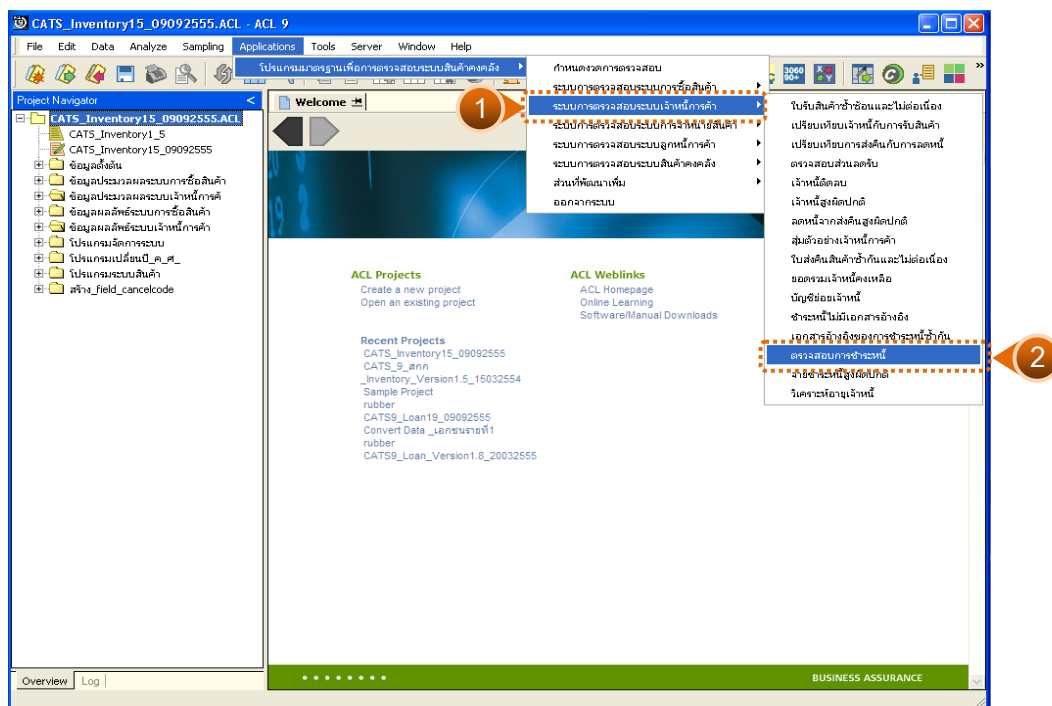 CATS_Inventory15_09092555.ACL - ACL 9
File Edit Data Analyze Sampling Applications Tools Server Window Help
โปรแกรมมาตรฐานเพื่อการตรวจสอบระบบสินค้าคงคลัง
กำหนดงวดการตรวจสอบ
ระบบการตรวจสอบระบบการซื้อสินค้า
ระบบการตรวจสอบระบบเจ้าหนี้การค้า
ระบบการตรวจสอบระบบการจำหน่ายสินค้า
ระบบการตรวจสอบระบบลูกหนี้การค้า
ระบบการตรวจสอบระบบสินค้าคงคลัง
ส่วนที่พัฒนาเพิ่ม
ออกจากระบบ
1
ใบรับสินค้าซ้ำซ้อนและไม่ต่อเนื่อง
เปรียบเทียบเจ้าหนี้กับการรับสินค้า
เปรียบเทียบการส่งคืนกับการลดหนี้
ตรวจสอบส่วนลดรับ
เจ้าหนี้ติดลบ
เจ้าหนี้สูงผิดปกติ
ลดหนี้จากส่งคืนสูงผิดปกติ
สุ่มตัวอย่างเจ้าหนี้การค้า
ใบส่งคืนสินค้าซ้ำกันและไม่ต่อเนื่อง
ยอดรวมเจ้าหนี้คงเหลือ
บัญชีย่อยเจ้าหนี้
ชำระหนี้ไม่มีเอกสารอ้างอิง
เอกสารอ้างอิงของการชำระหนี้ซ้ำกัน
ตรวจสอบการชำระหนี้
จ่ายชำระหนี้สูงผิดปกติ
วิเคราะห์อายุเจ้าหนี้
2
Project Navigator <
CATS_Inventory15_09092555.ACL
CATS_Inventory1_5
CATS_Inventory15_09092555
ข้อมูลตั้งต้น
ข้อมูลประมวลผลระบบการซื้อสินค้า
ข้อมูลประมวลผลระบบเจ้าหนี้การค้
ข้อมูลผลลัพธ์ระบบการซื้อสินค้า
ข้อมูลผลลัพธ์ระบบเจ้าหนี้การค้า
โปรแกรมจัดการระบบ
โปรแกรมเปลี่ยนปี_ค_ศ_
โปรแกรมระบบสินค้า
สร้าง_field_cancelcode
Welcome
ACL Projects
Create a new project
Open an existing project
Recent Projects
CATS_Inventory15_09092555
CATS_9_สกก
_Inventory_Version1.5_15032554
Sample Project
rubber
CATS9_Loan19_09092555
Convert Data _เอกชนรายที่1
rubber
CATS9_Loan_Version1.8_20032555
ACL Weblinks
ACL Homepage
Online Learning
Software/Manual Downloads
BUSINESS ASSURANCE
Overview Log